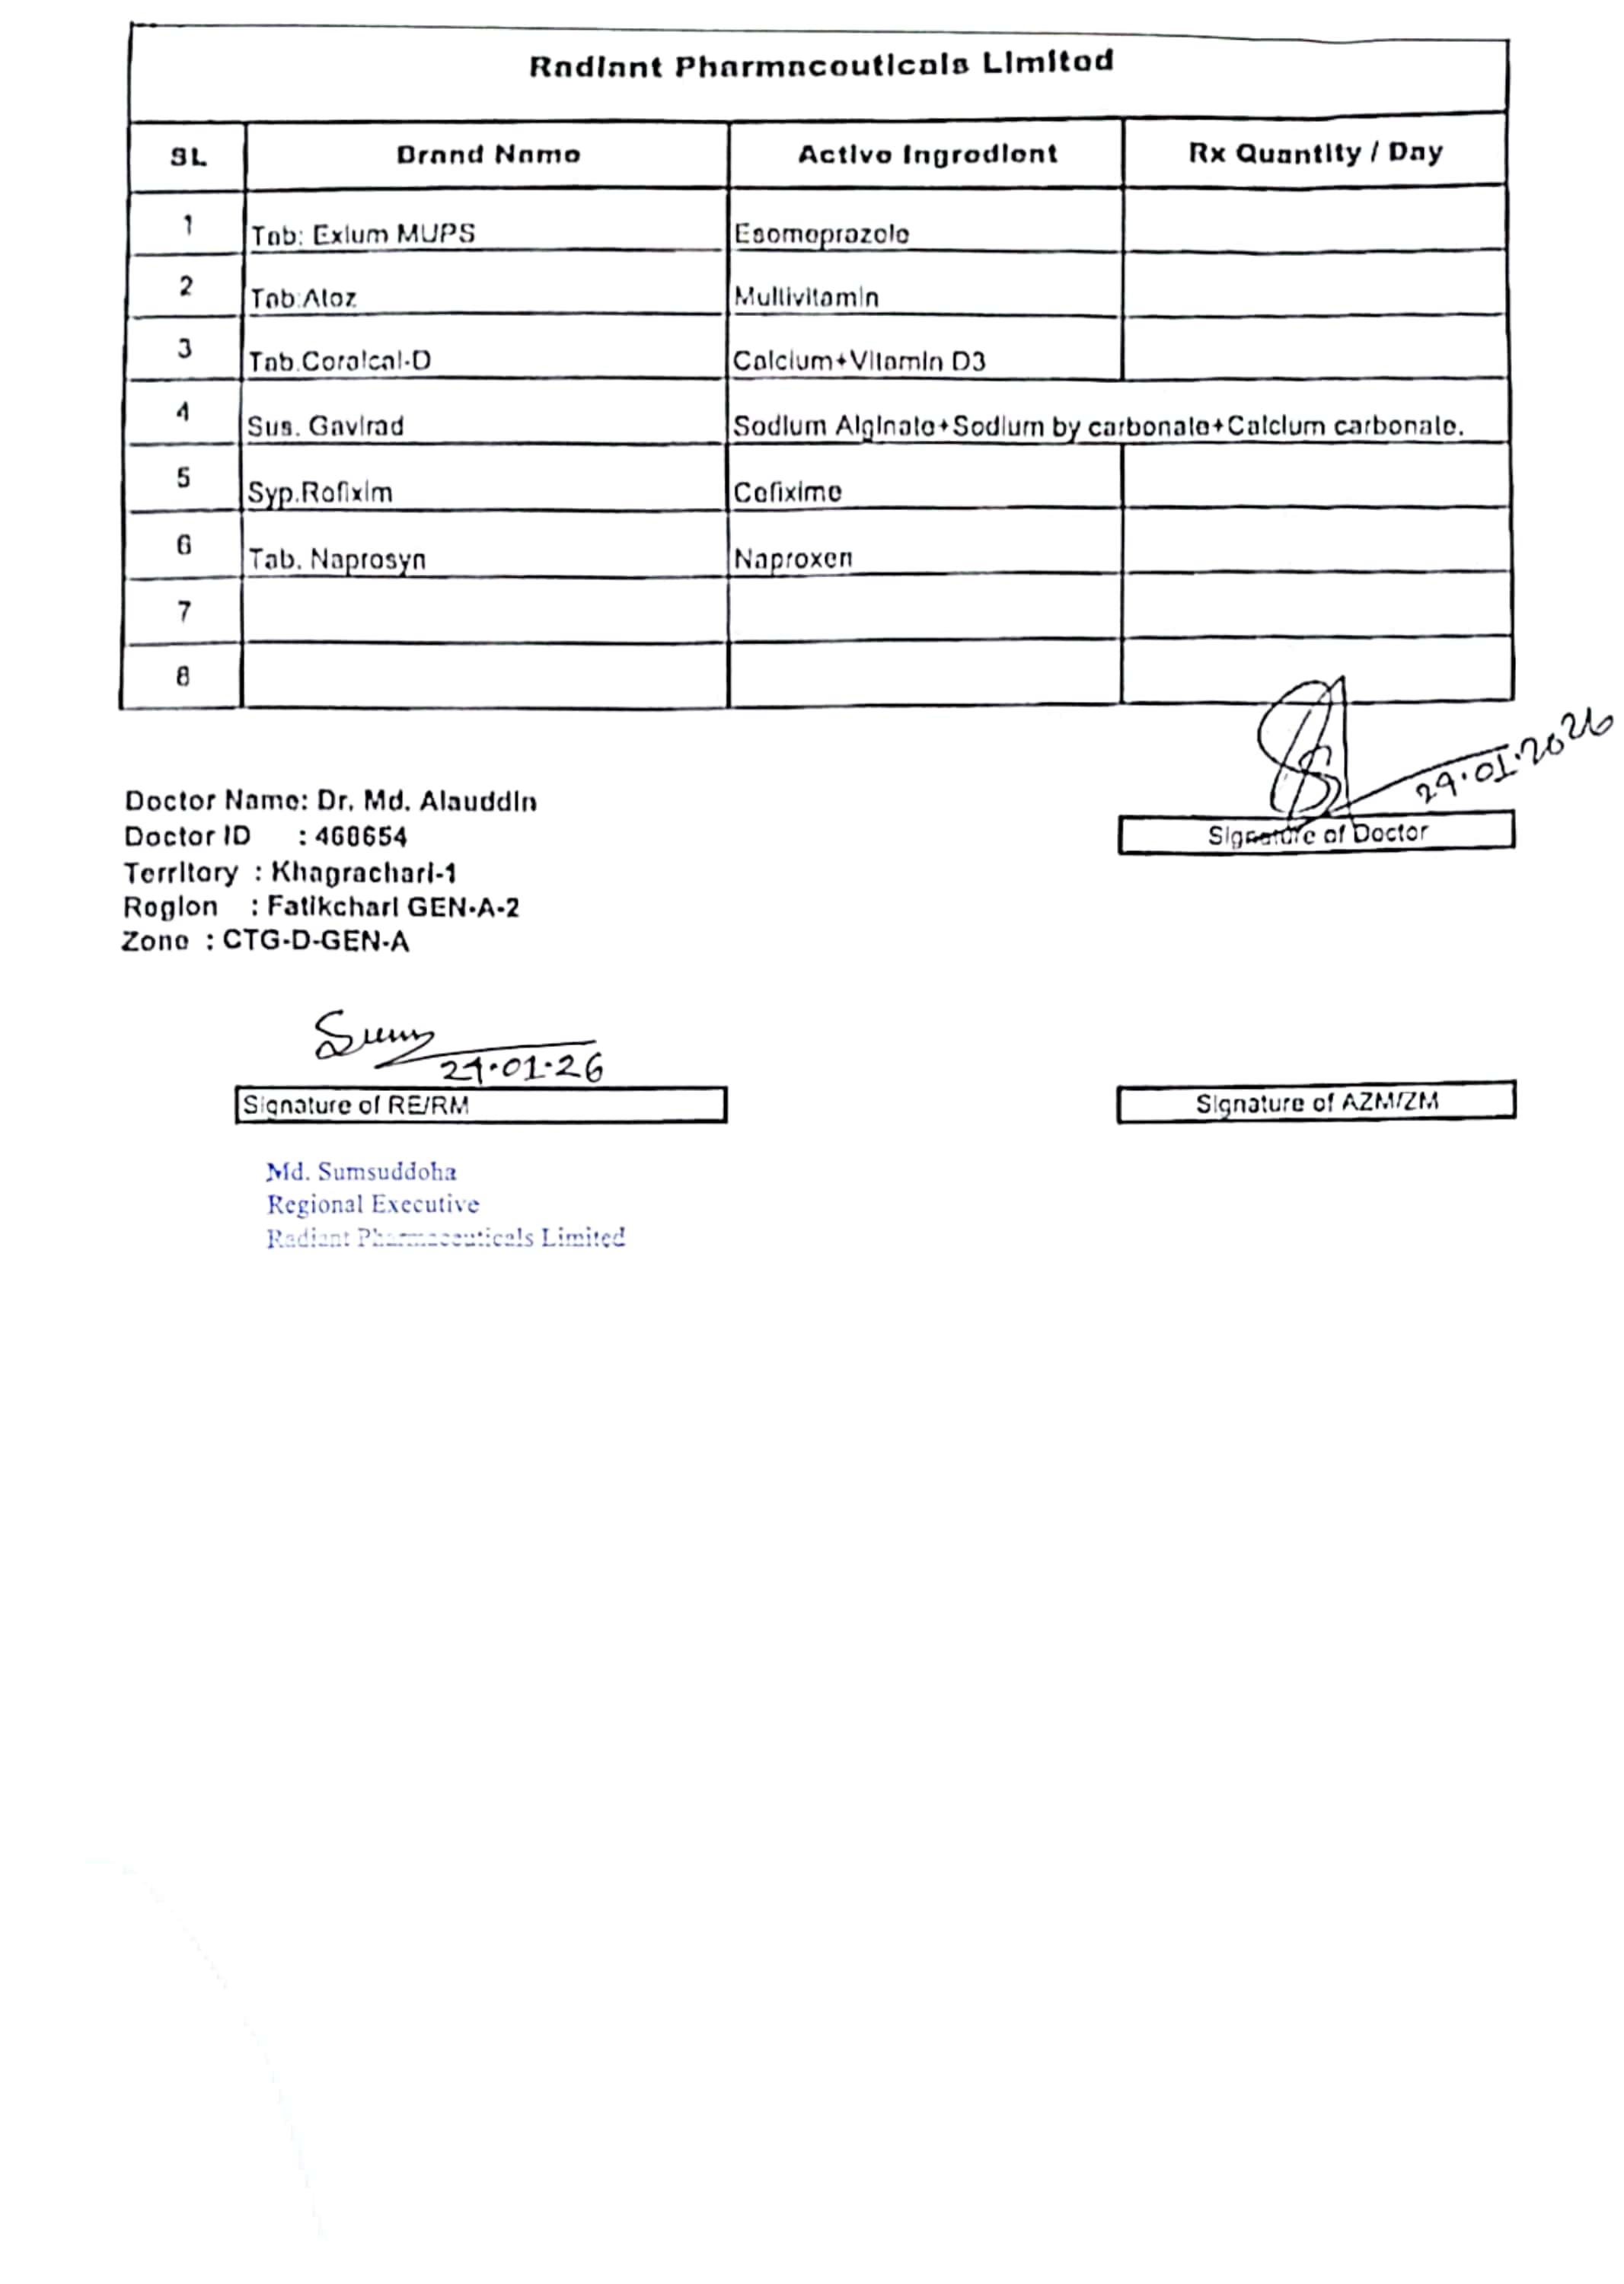 Radiant Pharmaceuticals Limited
SL Brand Name Active Ingredient Rx Quantity / Day
1 Tab: Exium MUPS Esomeprazole
2 Tab:Atoz Multivitamin
3 Tab.Coralcal-D Calcium+Vitamin D3
4 Sus. Gavirad Sodium Alginate+Sodium by carbonate+Calcium carbonate.
5 Syp.Rofixim Cefixime
6 Tab. Naprosyn Naproxen
7
8
29.01.2026
Doctor Name: Dr. Md. Alauddin
Signature of Doctor
Doctor ID : 468654
Territory : Khagrachari-1
Region : Fatikchari GEN-A-2
Zone : CTG-D-GEN-A
29.01.26
Signature of RE/RM Signature of AZM/ZM
Md. Sumsuddoha
Regional Executive
Radiant Pharmaceuticals Limited